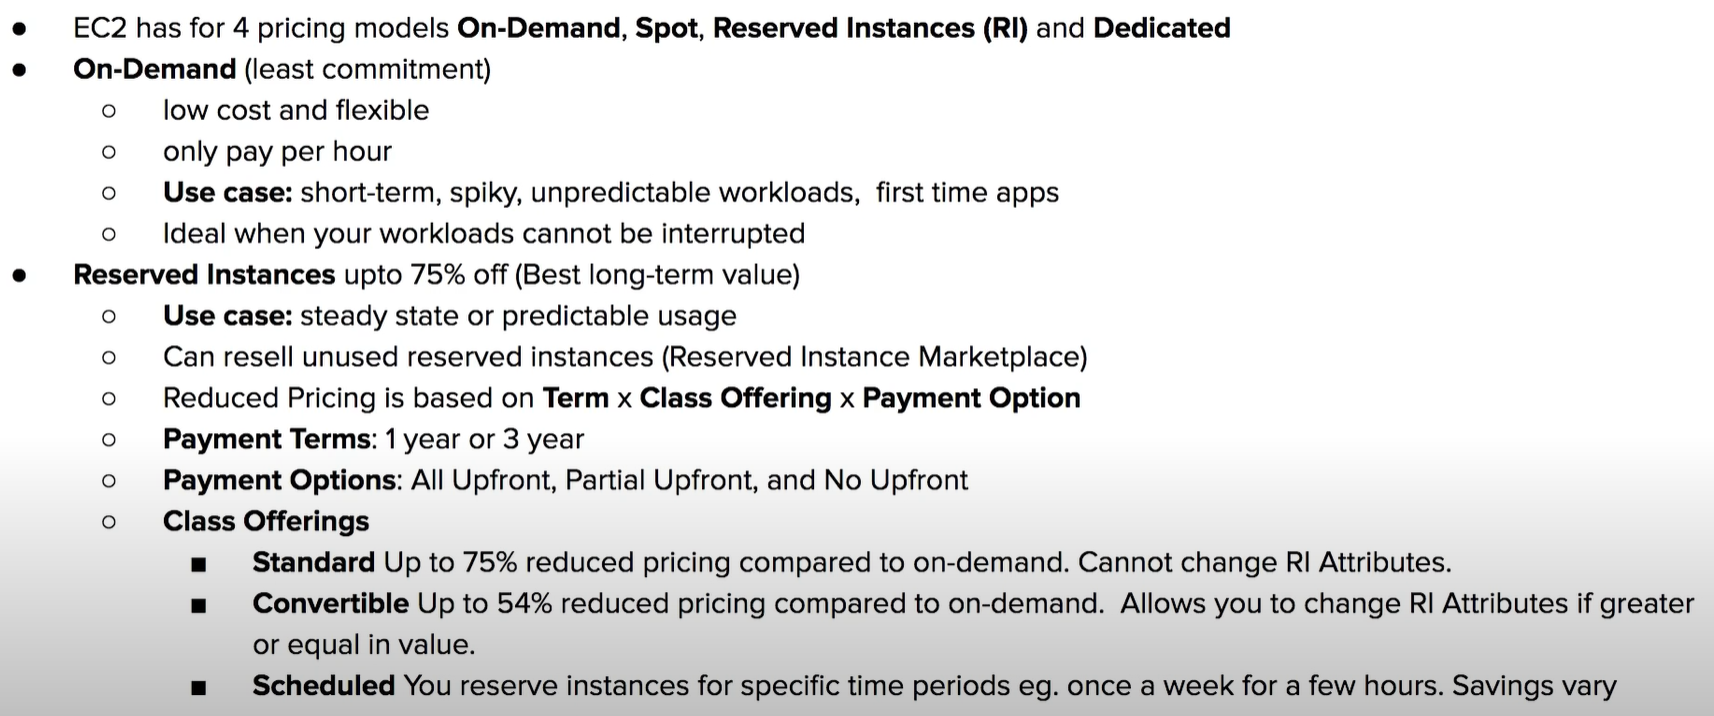 ● EC2 has for 4 pricing models On-Demand, Spot, Reserved Instances (RI) and Dedicated
● On-Demand (least commitment)
○ low cost and flexible
○ only pay per hour
○ Use case: short-term, spiky, unpredictable workloads, first time apps
○ Ideal when your workloads cannot be interrupted
● Reserved Instances upto 75% off (Best long-term value)
○ Use case: steady state or predictable usage
○ Can resell unused reserved instances (Reserved Instance Marketplace)
○ Reduced Pricing is based on Term x Class Offering x Payment Option
○ Payment Terms: 1 year or 3 year
○ Payment Options: All Upfront, Partial Upfront, and No Upfront
○ Class Offerings
■ Standard Up to 75% reduced pricing compared to on-demand. Cannot change RI Attributes.
■ Convertible Up to 54% reduced pricing compared to on-demand. Allows you to change RI Attributes if greater
or equal in value.
■ Scheduled You reserve instances for specific time periods eg. once a week for a few hours. Savings vary